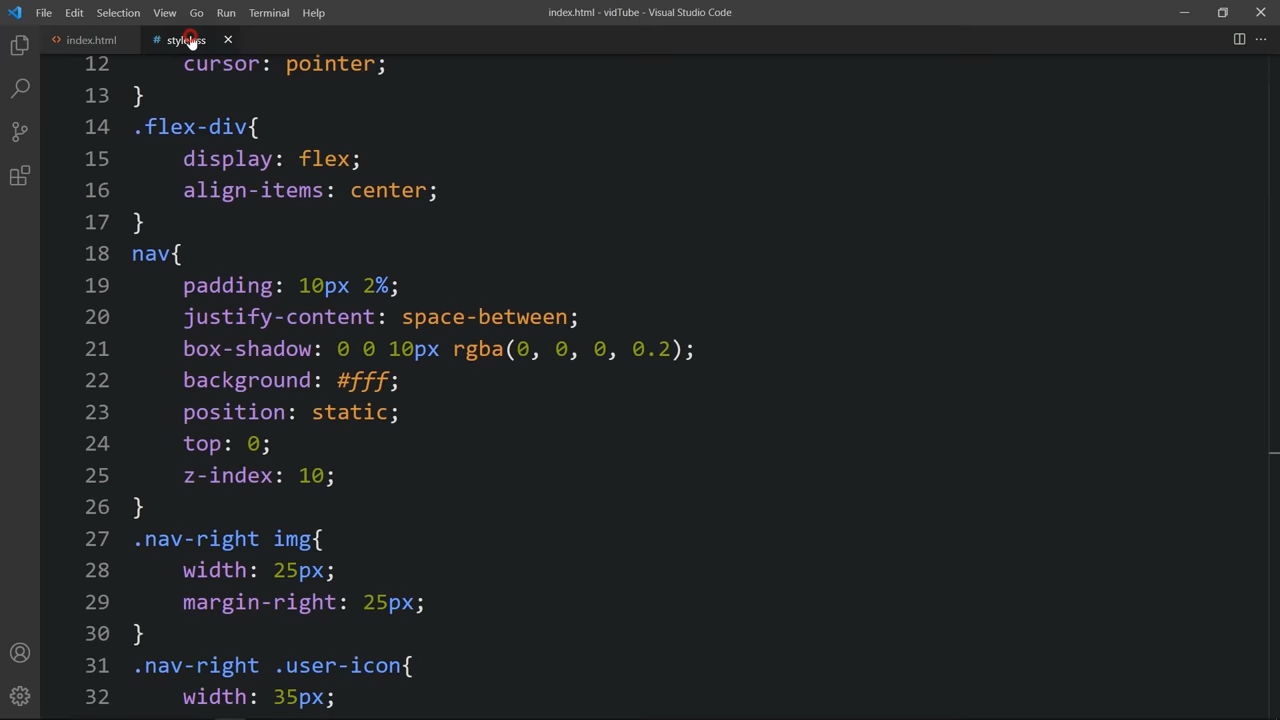 File Edit Selection View Go Run Terminal Help index.html - vidTube - Visual Studio Code
<> index.html #
12 cursor: pointer;
13 }
14 .flex-div{
15 display: flex;
16 align-items: center;
17 }
18 nav{
19 padding: 10px 2%;
20 justify-content: space-between;
21 box-shadow: 0 0 10px rgba(0, 0, 0, 0.2);
22 background: #fff;
23 position: static;
24 top: 0;
25 z-index: 10;
26 }
27 .nav-right img{
28 width: 25px;
29 margin-right: 25px;
30 }
31 .nav-right .user-icon{
32 width: 35px;